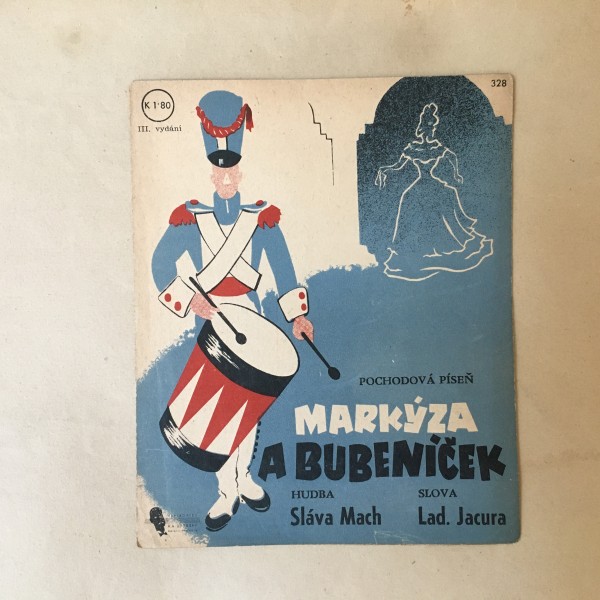 K 1·80
III. vydání
328
POCHODOVÁ PÍSEŇ
MARKÝZA
A BUBENÍČEK
HUDBA
Sláva Mach
SLOVA
Lad. Jacura